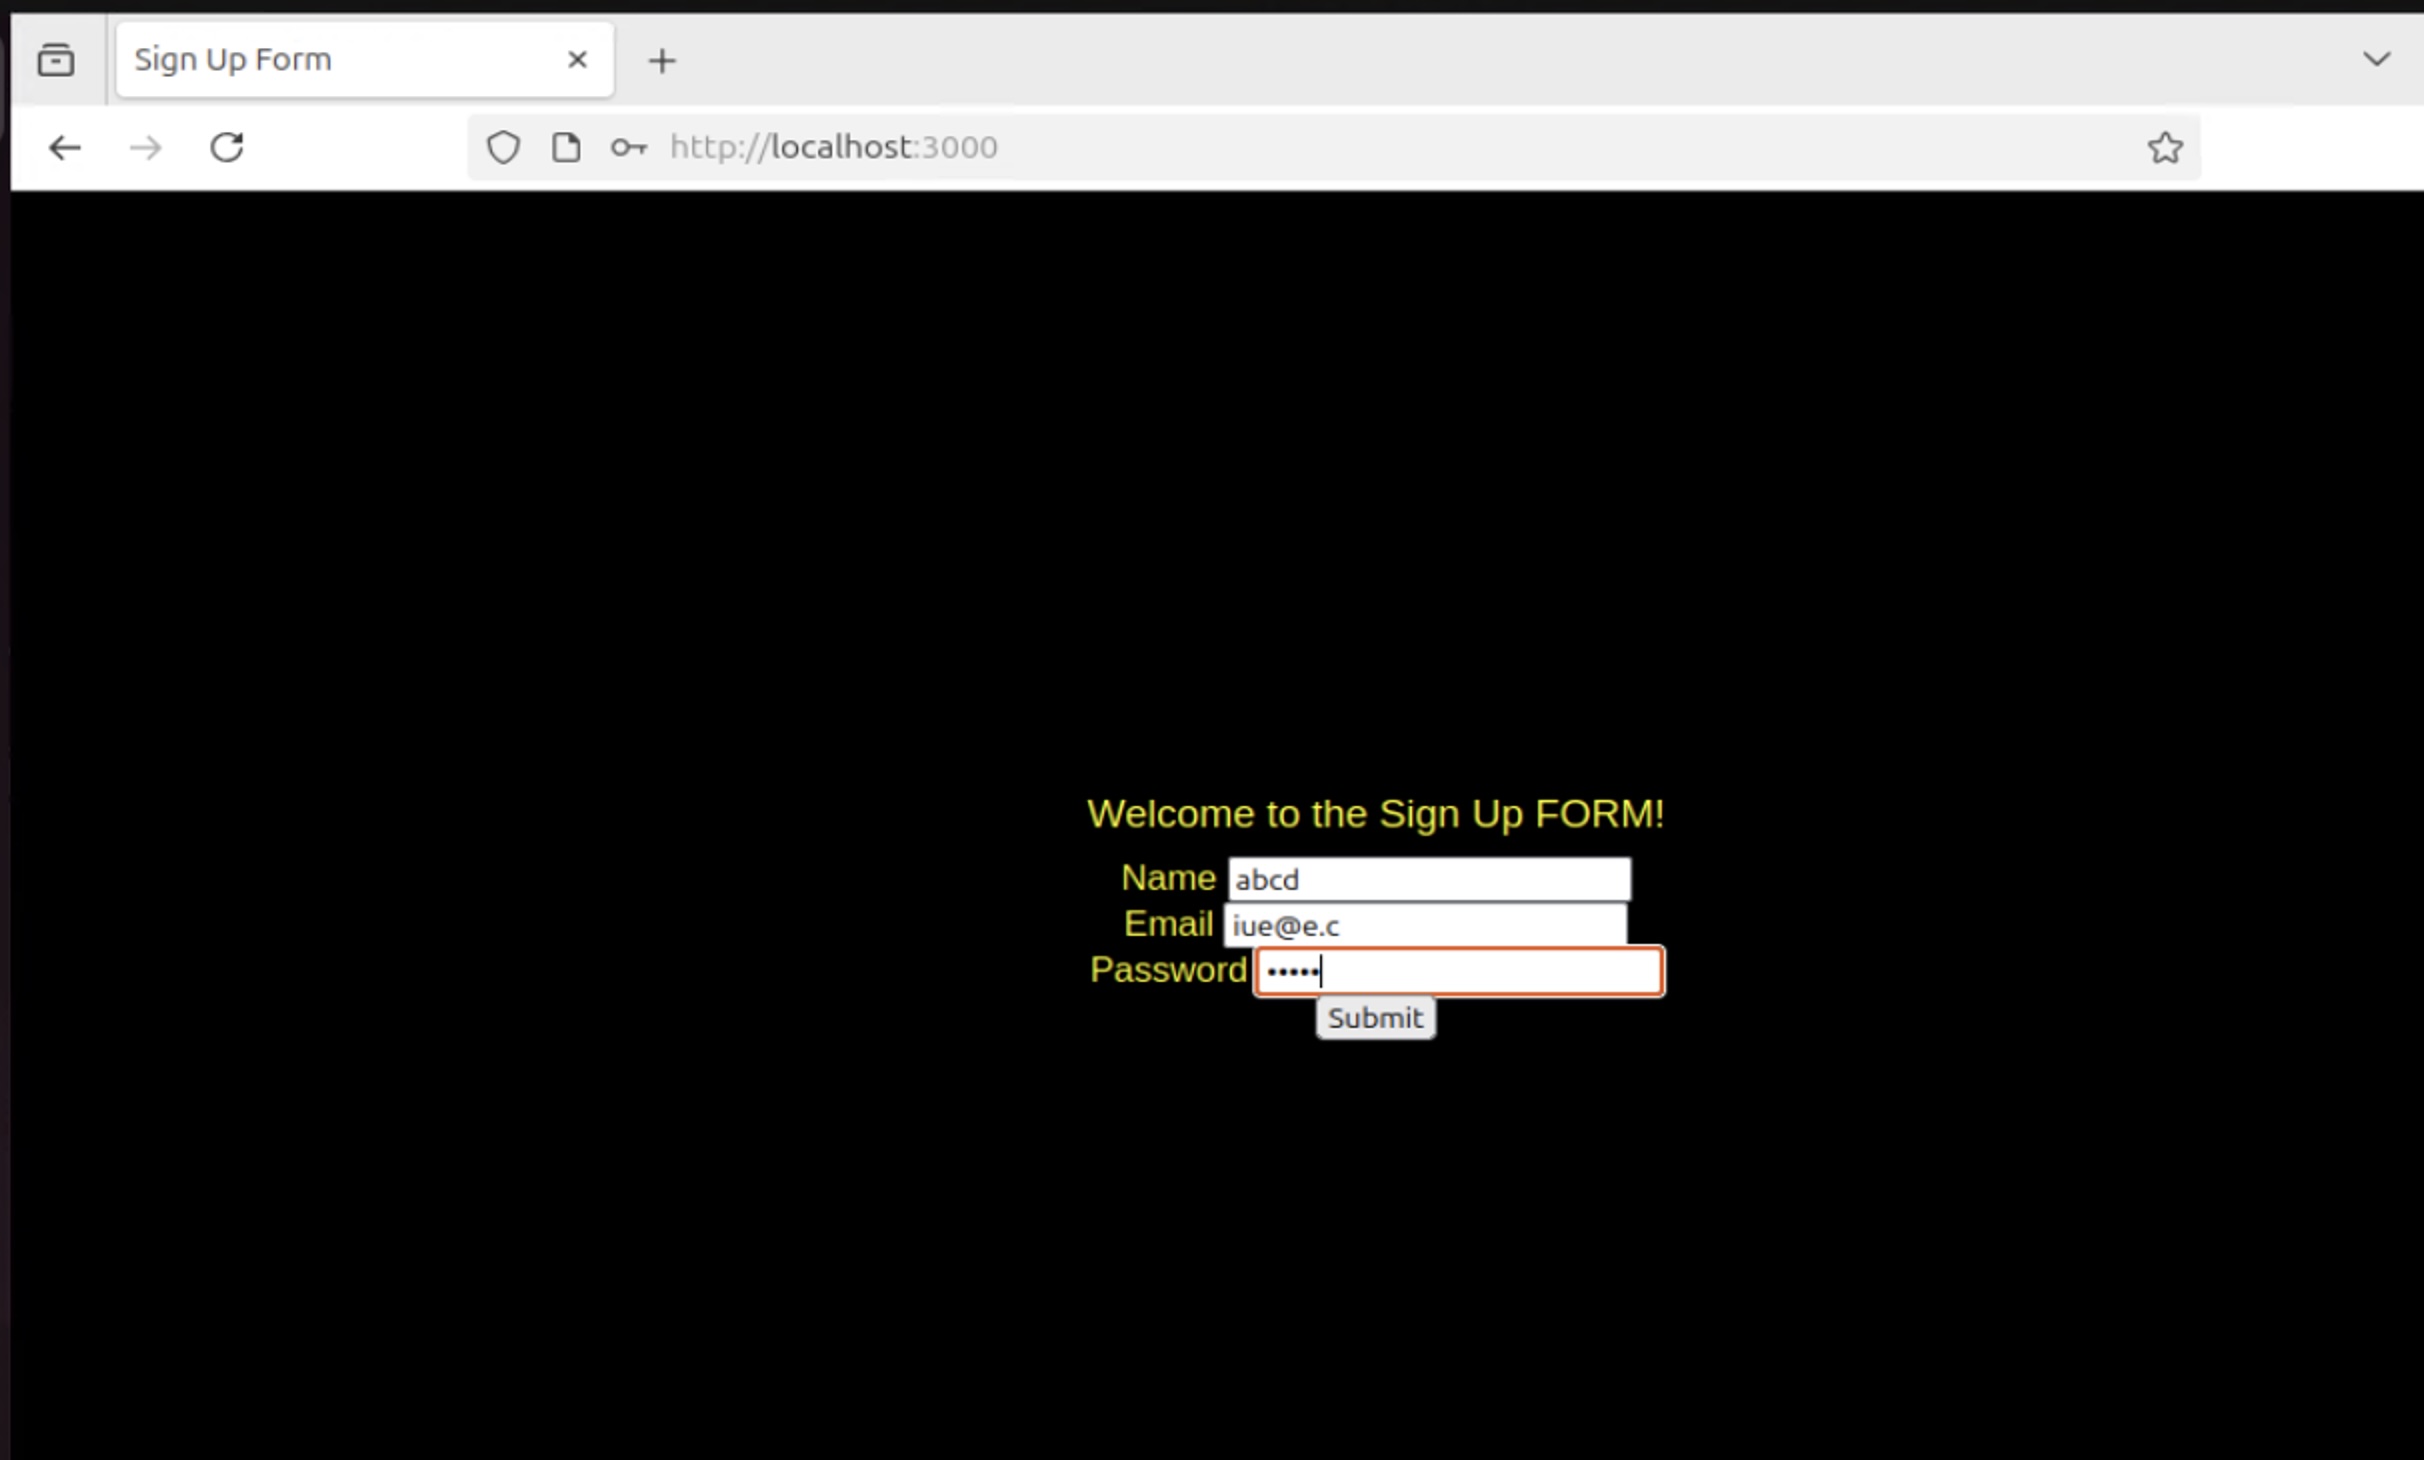 Sign Up Form
http://localhost:3000
Welcome to the Sign Up FORM!
Name abcd
Email iue@e.c
Password •••••
Submit